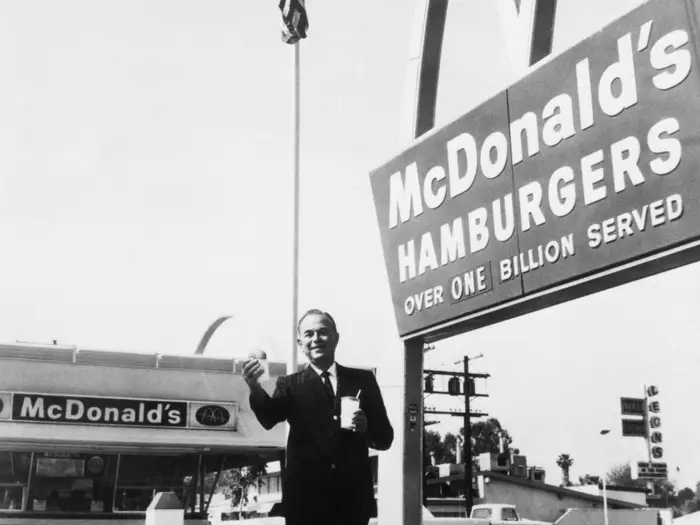 McDonald's
HAMBURGERS
OVER ONE BILLION SERVED
McDonald's